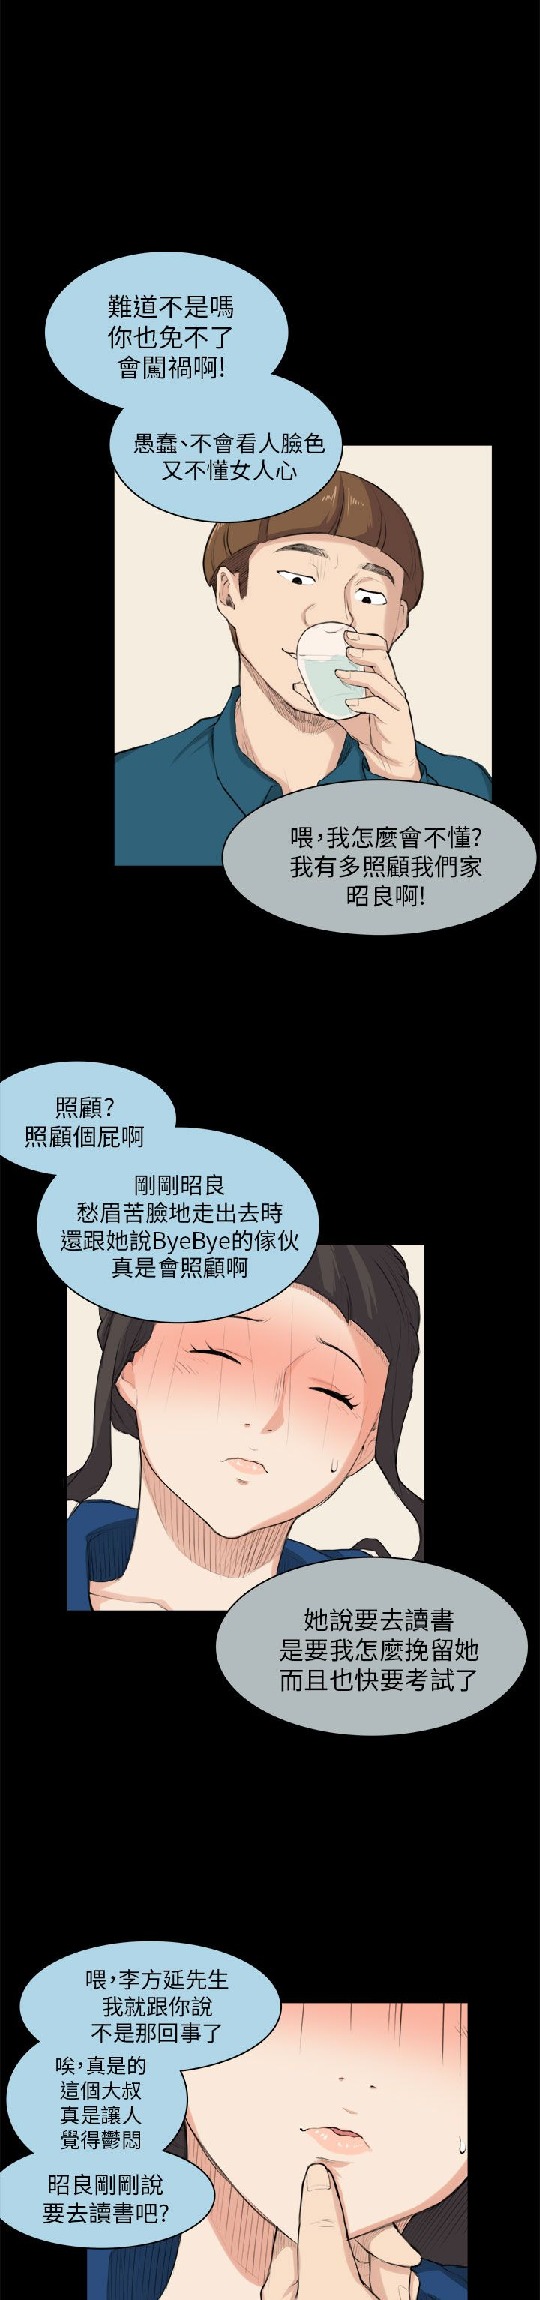 難道不是嗎
你也免不了
會闖禍啊!
愚蠢、不會看人臉色
又不懂女人心
喂,我怎麼會不懂?
我有多照顧我們家
昭良啊!
照顧?
照顧個屁啊
剛剛昭良
愁眉苦臉地走出去時
還跟她說ByeBye的傢伙
真是會照顧啊
她說要去讀書
是要我怎麼挽留她
而且也快要考試了
喂,李方延先生
我就跟你說
不是那回事了
唉,真是的
這個大叔
真是讓人
覺得鬱悶
昭良剛剛說
要去讀書吧?